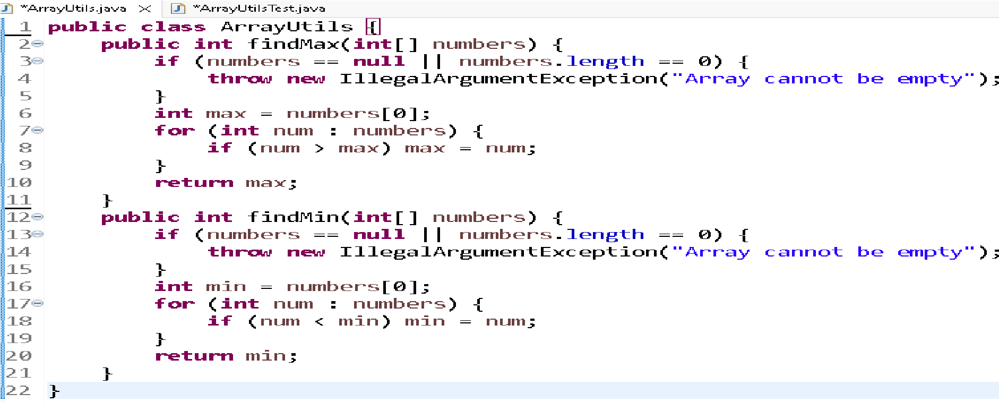 *ArrayUtils.java *ArrayUtilsTest.java
1 public class ArrayUtils {
2 public int findMax(int[] numbers) {
3 if (numbers == null || numbers.length == 0) {
4 throw new IllegalArgumentException("Array cannot be empty");
5 }
6 int max = numbers[0];
7 for (int num : numbers) {
8 if (num > max) max = num;
9 }
10 return max;
11 }
12 public int findMin(int[] numbers) {
13 if (numbers == null || numbers.length == 0) {
14 throw new IllegalArgumentException("Array cannot be empty");
15 }
16 int min = numbers[0];
17 for (int num : numbers) {
18 if (num < min) min = num;
19 }
20 return min;
21 }
22 }